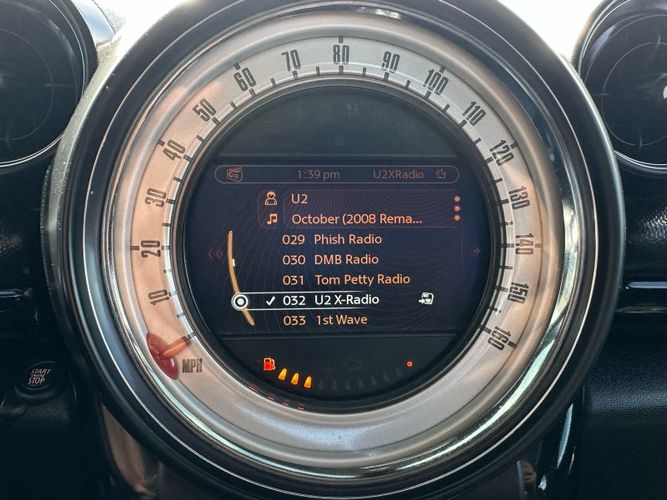 1:39 pm U2XRadio
U2
October (2008 Rema...
029 Phish Radio
030 DMB Radio
031 Tom Petty Radio
032 U2 X-Radio
033 1st Wave
10
20
30
40
50
60
70
80
90
100
110
120
130
140
150
160
MPH
START
ENGINE
STOP